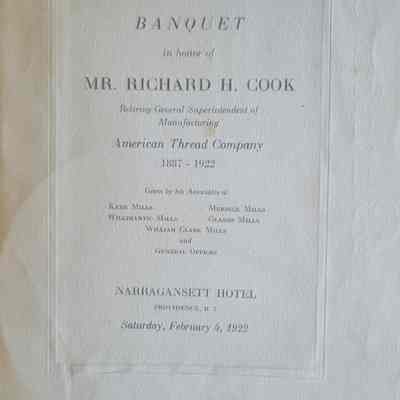 BANQUET
in honor of
MR. RICHARD H. COOK
Retiring General Superintendent of
Manufacturing
American Thread Company
1887 - 1922
Given by his Associates of
KERR MILLS MERRICK MILLS
WILLIMANTIC MILLS GLASGO MILLS
WILLIAM CLARK MILLS
and
GENERAL OFFICES
NARRAGANSETT HOTEL
PROVIDENCE, R. I.
Saturday, February 4, 1922